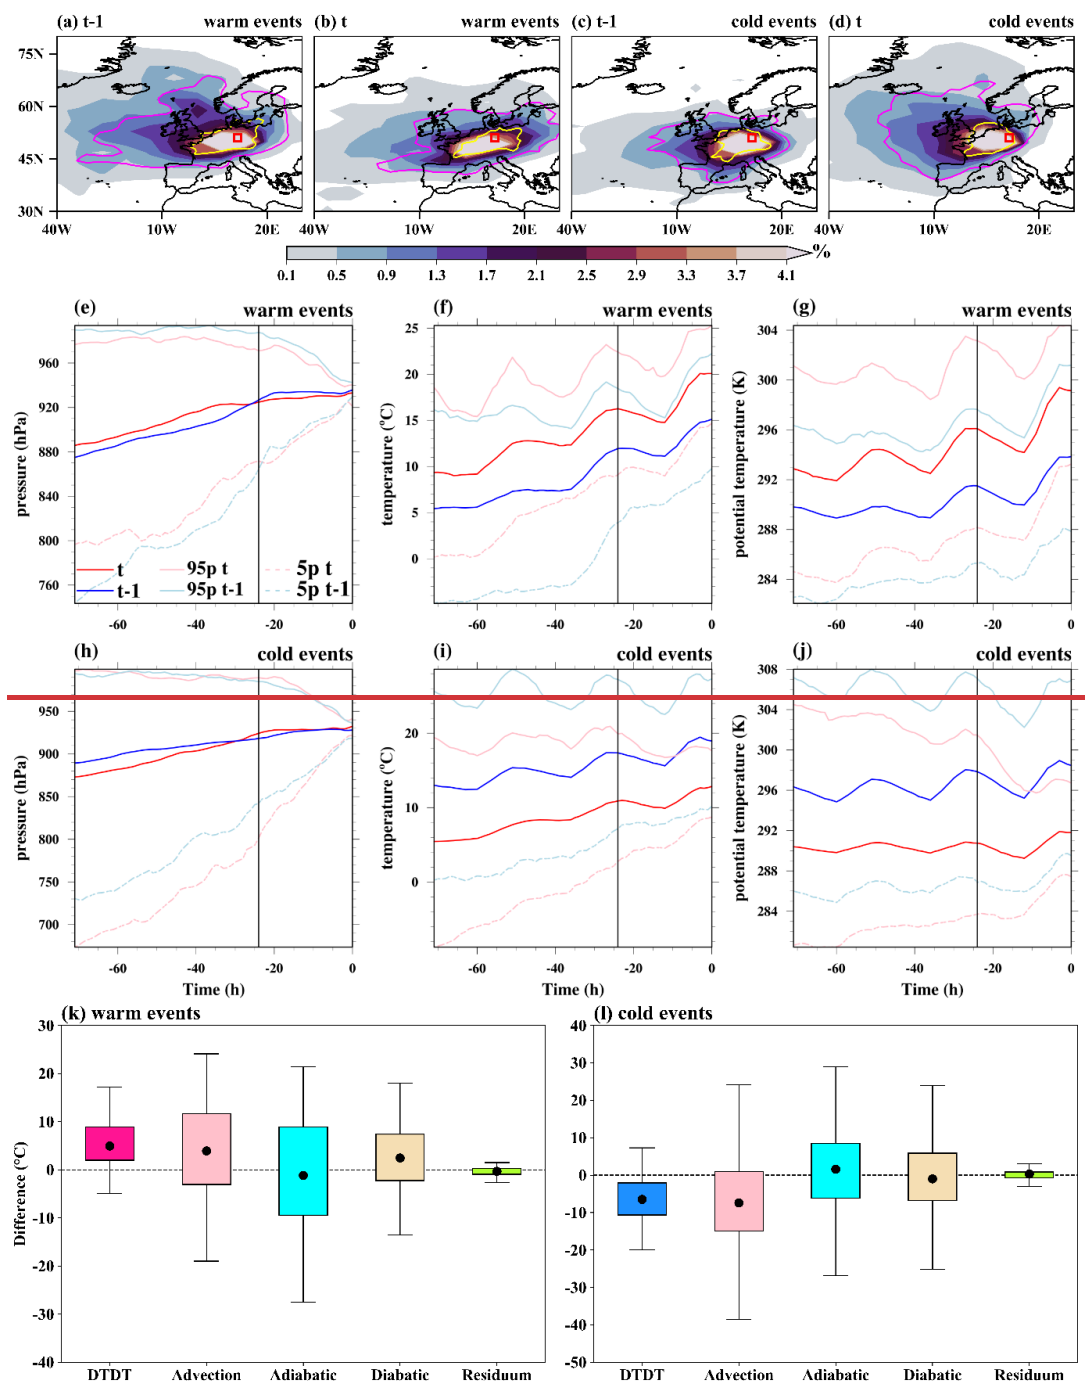 (a) t-1 warm events
(b) t warm events
(c) t-1 cold events
(d) t cold events
75N
60N
45N
30N
40W 10W 20E
40W 10W 20E
40W 10W 20E
40W 10W 20E
0.1 0.5 0.9 1.3 1.7 2.1 2.5 2.9 3.3 3.7 4.1 %
(e) warm events
pressure (hPa)
960
920
880
840
800
760
t 95p t 5p t
t-1 95p t-1 5p t-1
-60 -40 -20 0
(f) warm events
temperature (°C)
25
20
15
10
5
0
-60 -40 -20 0
(g) warm events
potential temperature (K)
304
300
296
292
288
284
-60 -40 -20 0
(h) cold events
pressure (hPa)
950
900
850
800
750
700
-60 -40 -20 0
Time (h)
(i) cold events
temperature (°C)
20
10
0
-60 -40 -20 0
Time (h)
(j) cold events
potential temperature (K)
308
304
300
296
290
284
-60 -40 -20 0
Time (h)
(k) warm events
Difference (°C)
30
20
10
0
-10
-20
-30
-40
DTDT Advection Adiabatic Diabatic Residuum
(l) cold events
40
30
20
10
0
-10
-20
-30
-40
-50
DTDT Advection Adiabatic Diabatic Residuum